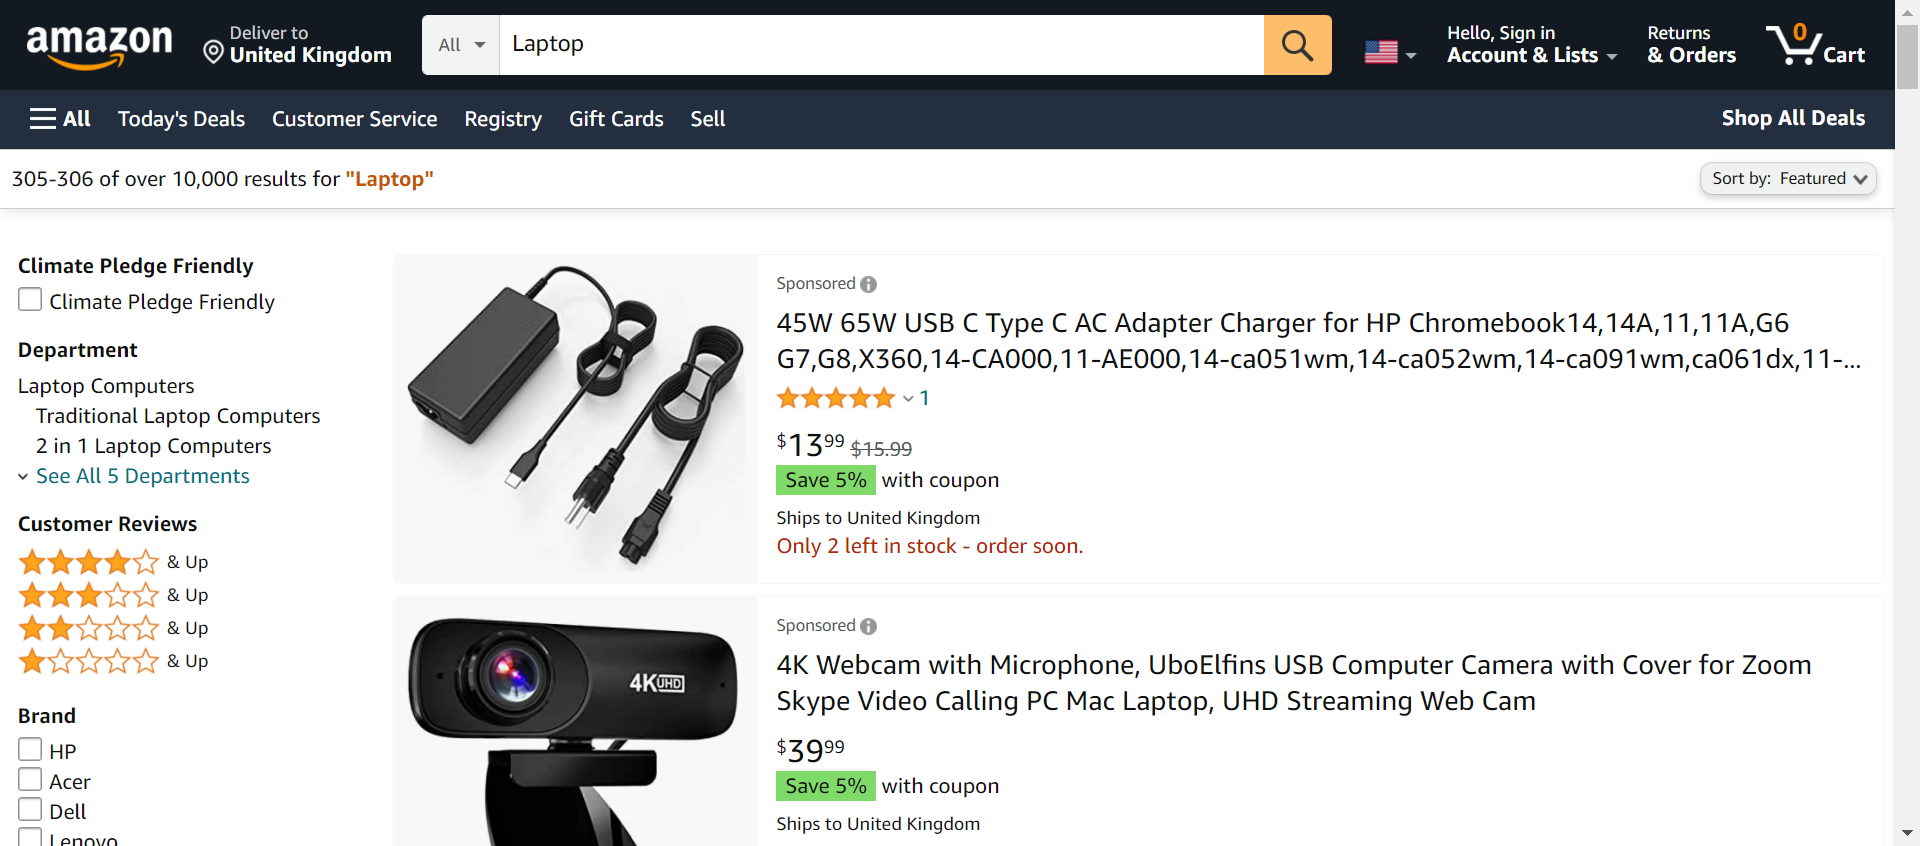 amazon
Deliver to
United Kingdom
All
Laptop
Hello, Sign in
Account & Lists
Returns
& Orders
0
Cart
All
Today's Deals
Customer Service
Registry
Gift Cards
Sell
Shop All Deals
305-306 of over 10,000 results for "Laptop"
Sort by: Featured
Climate Pledge Friendly
Climate Pledge Friendly
Department
Laptop Computers
Traditional Laptop Computers
2 in 1 Laptop Computers
See All 5 Departments
Customer Reviews
& Up
& Up
& Up
& Up
Brand
HP
Acer
Dell
Lenovo
Sponsored
45W 65W USB C Type C AC Adapter Charger for HP Chromebook14,14A,11,11A,G6
G7,G8,X360,14-CA000,11-AE000,14-ca051wm,14-ca052wm,14-ca091wm,ca061dx,11-...
1
$13.99 $15.99
Save 5% with coupon
Ships to United Kingdom
Only 2 left in stock - order soon.
4K UHD
Sponsored
4K Webcam with Microphone, UboElfins USB Computer Camera with Cover for Zoom
Skype Video Calling PC Mac Laptop, UHD Streaming Web Cam
$39.99
Save 5% with coupon
Ships to United Kingdom